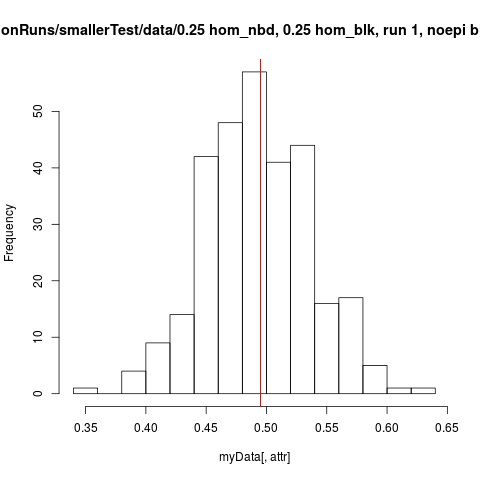 onRuns/smallerTest/data/0.25 hom_nbd, 0.25 hom_blk, run 1, noepi b
Frequency
50
40
30
20
10
0
0.35 0.40 0.45 0.50 0.55 0.60 0.65
myData[, attr]